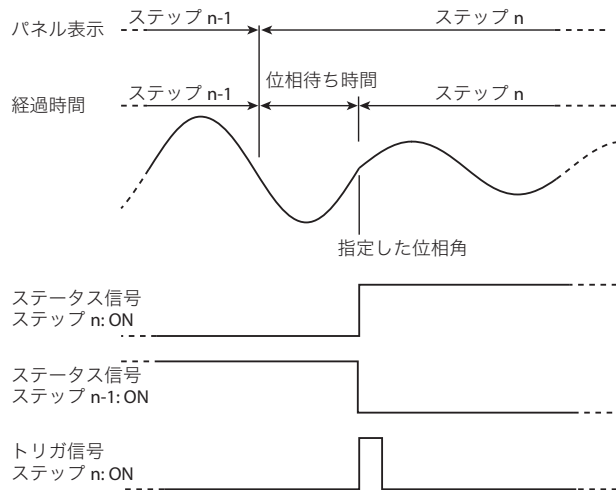 パネル表示
ステップ n-1
ステップ n
位相待ち時間
経過時間
ステップ n-1
ステップ n
指定した位相角
ステータス信号
ステップ n: ON
ステータス信号
ステップ n-1: ON
トリガ信号
ステップ n: ON